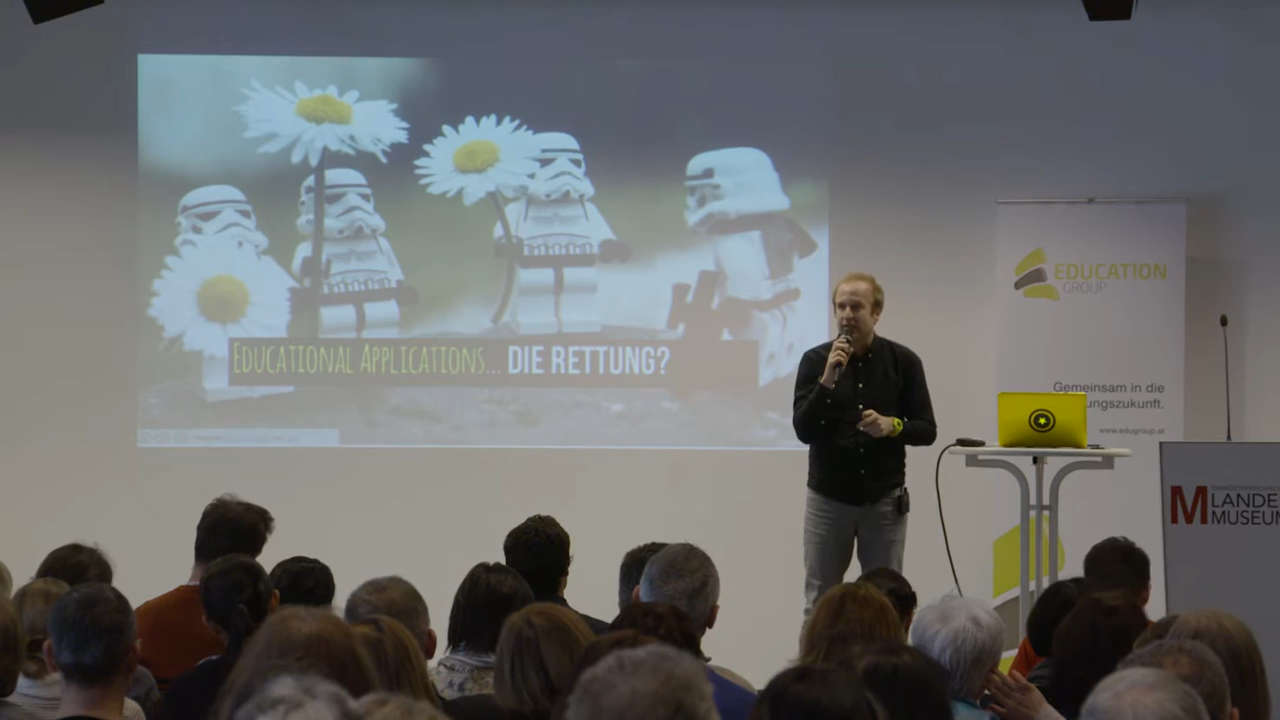 EDUCATIONAL APPLICATIONS... DIE RETTUNG?
EDUCATION
GROUP
Gemeinsam in die
ungszukunft.
www.edugroup.at
M LANDE
MUSEUM